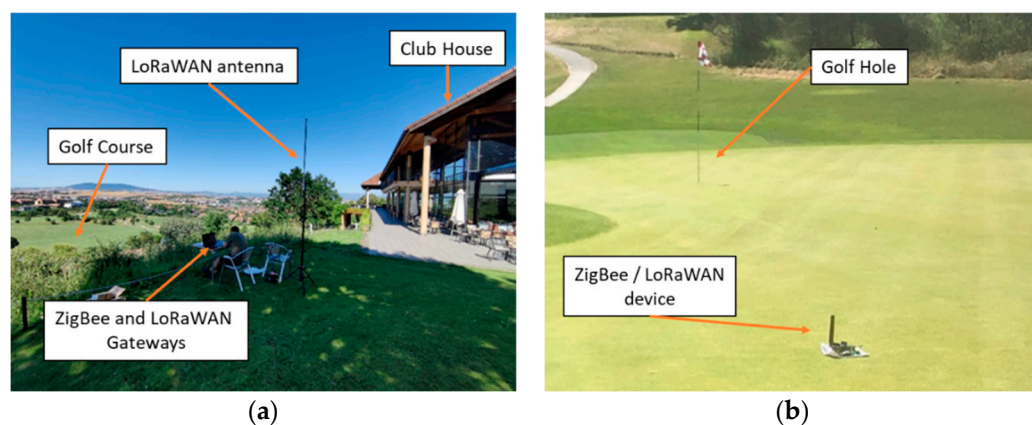 LoRaWAN antenna
Club House
Golf Course
ZigBee and LoRaWAN
Gateways
Golf Hole
ZigBee / LoRaWAN
device
(a)
(b)